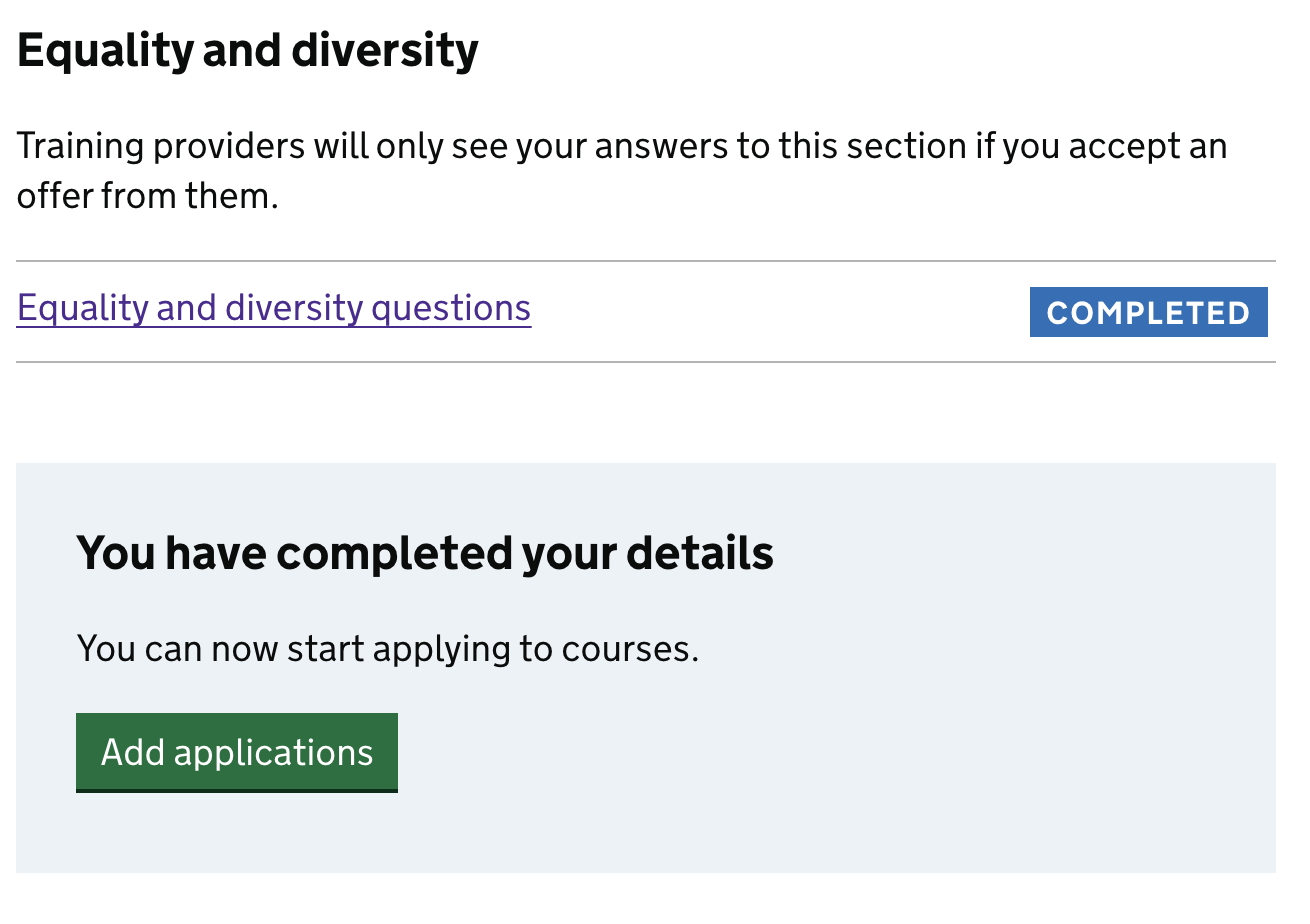 Equality and diversity
Training providers will only see your answers to this section if you accept an
offer from them.
Equality and diversity questions
COMPLETED
You have completed your details
You can now start applying to courses.
Add applications